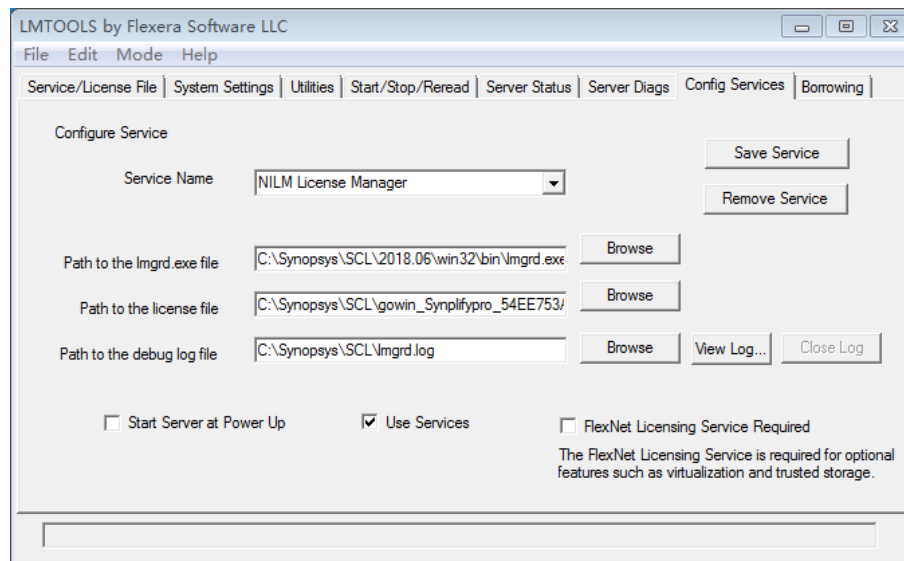 LMTOOLS by Flexera Software LLC
File Edit Mode Help
Service/License File System Settings Utilities Start/Stop/Reread Server Status Server Diags Config Services Borrowing
Configure Service
Save Service
Service Name NILM License Manager
Remove Service
Path to the lmgrd.exe file C:\Synopsys\SCL\2018.06\win32\bin\lmgrd.exe Browse
Path to the license file C:\Synopsys\SCL\gowin_Synplifypro_54EE753A Browse
Path to the debug log file C:\Synopsys\SCL\lmgrd.log Browse View Log... Close Log
Start Server at Power Up Use Services FlexNet Licensing Service Required
The FlexNet Licensing Service is required for optional
features such as virtualization and trusted storage.